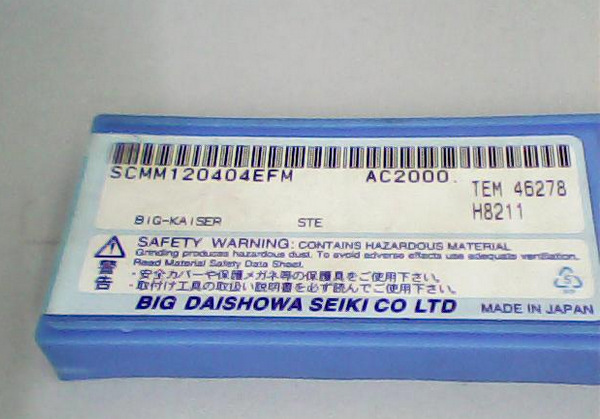 SCMM120404EFM AC2000.
TEM 46278
H8211
BIG-KAISER STE
SAFETY WARNING: CONTAINS HAZARDOUS MATERIAL
Grinding produces hazardous dust. To avoid adverse effects use adequate ventilation.
Read Material Safety Data Sheet.
警告
・安全カバーや保護メガネ等の保護具をご使用下さい。
・取付け工具の取扱い説明書を必ず読んでご使用下さい。
BIG DAISHOWA SEIKI CO LTD MADE IN JAPAN